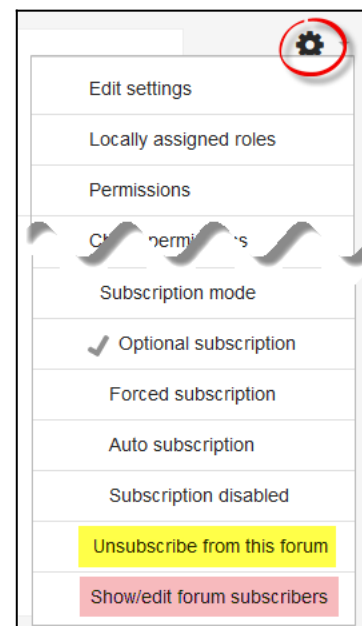 Edit settings
Locally assigned roles
Permissions
Subscription mode
Optional subscription
Forced subscription
Auto subscription
Subscription disabled
Unsubscribe from this forum
Show/edit forum subscribers